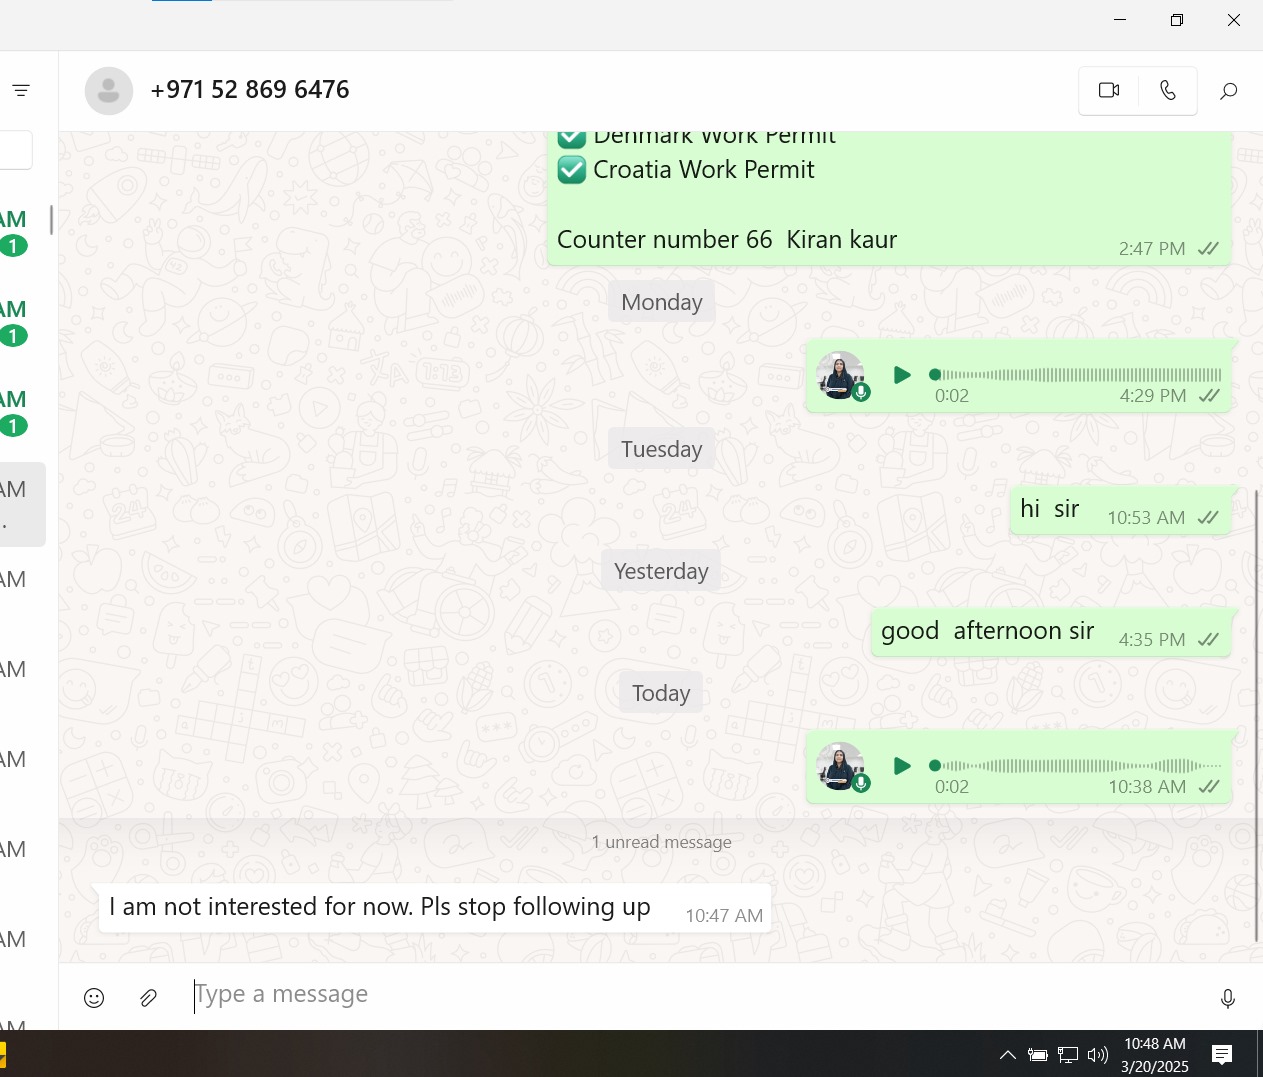 +971 52 869 6476
✅ Denmark Work Permit
✅ Croatia Work Permit
Counter number 66  Kiran kaur
2:47 PM
Monday
0:02
4:29 PM
Tuesday
hi  sir
10:53 AM
Yesterday
good  afternoon sir
4:35 PM
Today
0:02
10:38 AM
1 unread message
I am not interested for now. Pls stop following up
10:47 AM
Type a message
AM
1
AM
1
AM
1
AM
.
AM
AM
AM
AM
AM
AM
10:48 AM
3/20/2025